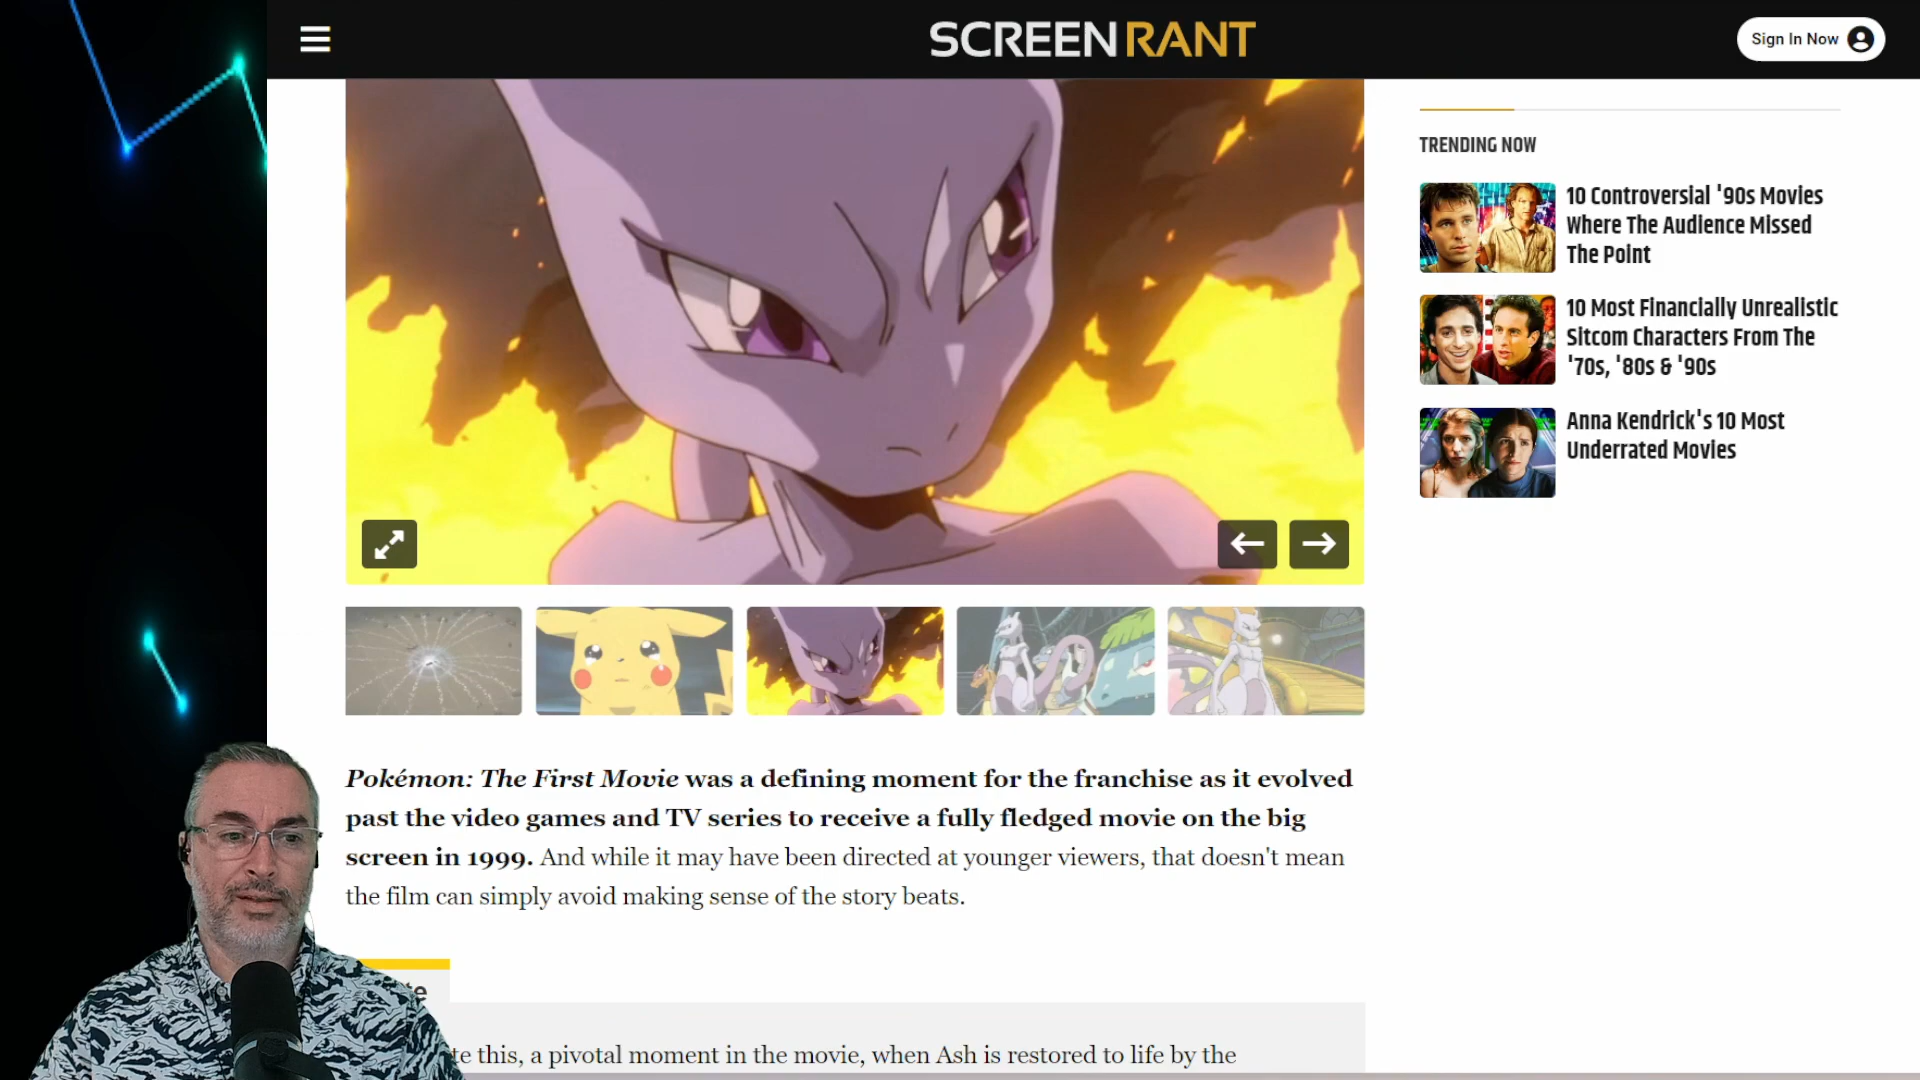 SCREENRANT
Sign In Now
TRENDING NOW
10 Controversial '90s Movies
Where The Audience Missed
The Point
10 Most Financially Unrealistic
Sitcom Characters From The
'70s, '80s & '90s
Anna Kendrick's 10 Most
Underrated Movies
Pokémon: The First Movie was a defining moment for the franchise as it evolved
past the video games and TV series to receive a fully fledged movie on the big
screen in 1999. And while it may have been directed at younger viewers, that doesn't mean
the film can simply avoid making sense of the story beats.
this, a pivotal moment in the movie, when Ash is restored to life by the